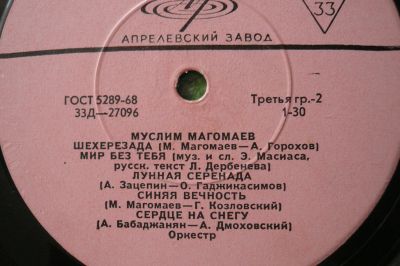 33
АПРЕЛЕВСКИЙ ЗАВОД
ГОСТ 5289-68
33Д—27096
Третья гр.-2
1-30
МУСЛИМ МАГОМАЕВ
ШЕХЕРЕЗАДА (М. Магомаев—А. Горохов)
МИР БЕЗ ТЕБЯ (муз. и сл. Э. Масиаса,
русск. текст Л. Дербенева)
ЛУННАЯ СЕРЕНАДА
(А. Зацепин—О. Гаджикасимов)
СИНЯЯ ВЕЧНОСТЬ
(М. Магомаев—Г. Козловский)
СЕРДЦЕ НА СНЕГУ
(А. Бабаджанян—А. Дмоховский)
Оркестр